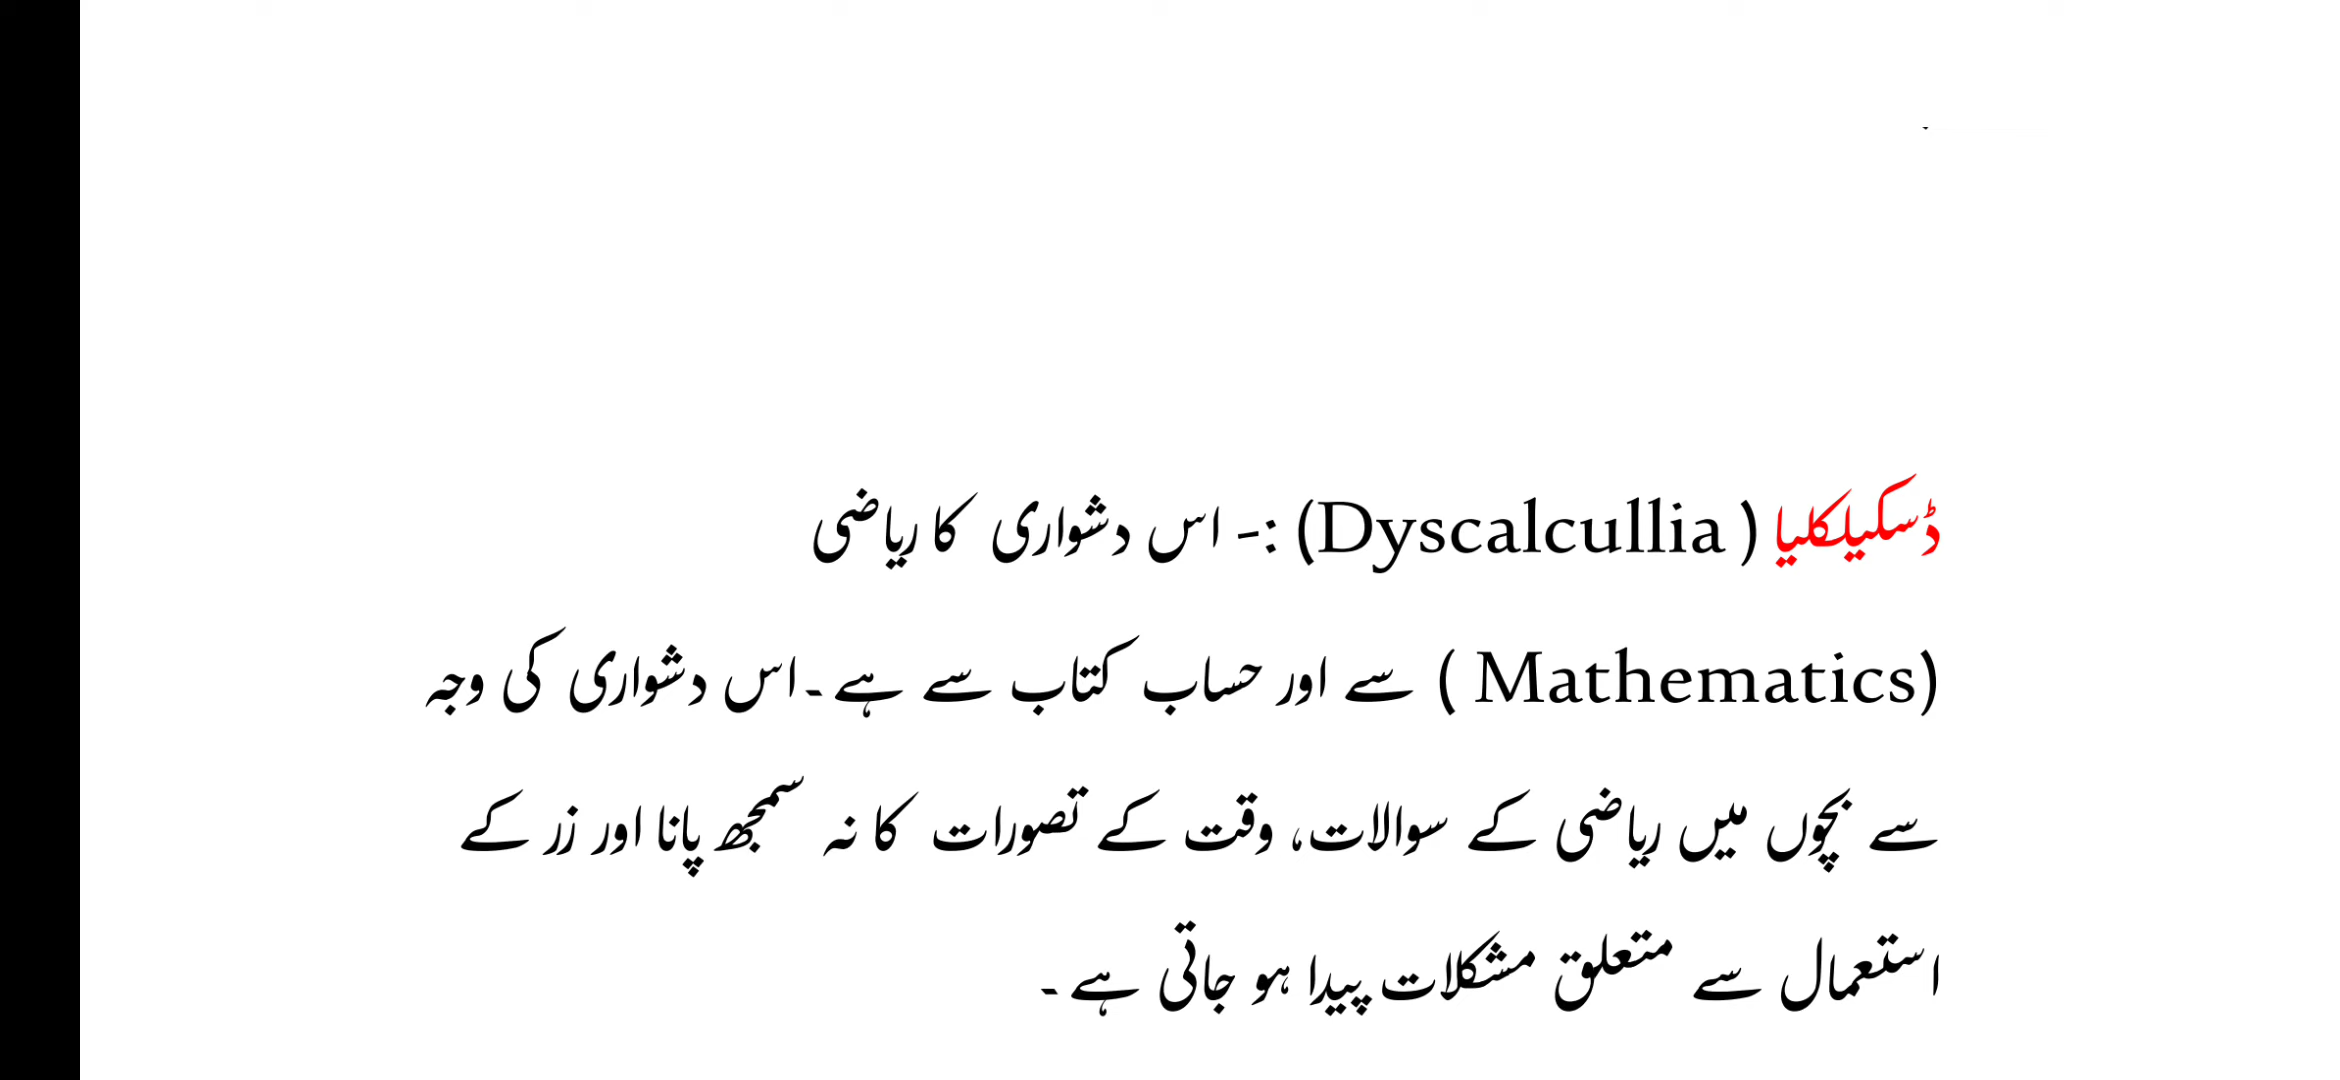 ڈسکیلکلیا (Dyscalcullia) :- اس دشواری کا ریاضی
(Mathematics ) سے اور حساب کتاب سے ہے۔اس دشواری کی وجہ
سے بچوں میں ریاضی کے سوالات، وقت کے تصورات کا نہ سمجھ پانا اور زر کے
استعمال سے متعلق مشکلات پیدا ہو جاتی ہے۔